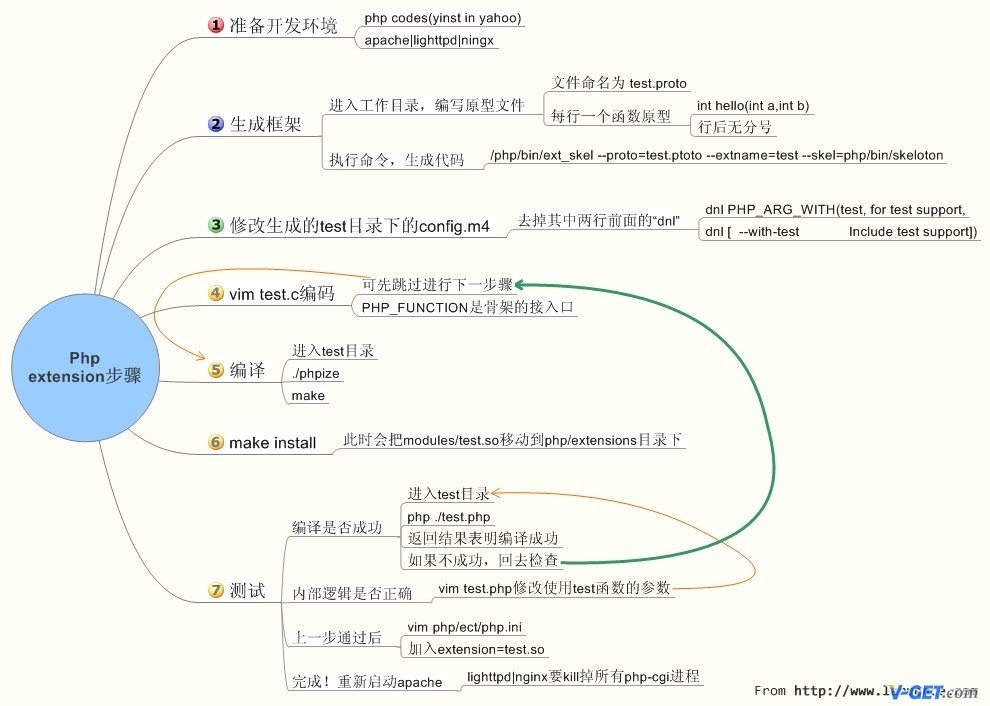 Php
extension步骤
1 准备开发环境
php codes(yinst in yahoo)
apache|lighttpd|ningx
2 生成框架
进入工作目录，编写原型文件
文件命名为 test.proto
每行一个函数原型
int hello(int a,int b)
行后无分号
执行命令，生成代码
/php/bin/ext_skel --proto=test.ptoto --extname=test --skel=php/bin/skeloton
3 修改生成的test目录下的config.m4
去掉其中两行前面的“dnl”
dnl PHP_ARG_WITH(test, for test support,
dnl [ --with-test Include test support])
4 vim test.c编码
可先跳过进行下一步骤
PHP_FUNCTION是骨架的接入口
5 编译
进入test目录
./phpize
make
6 make install
此时会把modules/test.so移动到php/extensions目录下
7 测试
编译是否成功
进入test目录
php ./test.php
返回结果表明编译成功
如果不成功，回去检查
内部逻辑是否正确
vim test.php修改使用test函数的参数
上一步通过后
vim php/ect/php.ini
加入extension=test.so
完成！重新启动apache
lighttpd|nginx要kill掉所有php-cgi进程
From http://www.
V-GET.com